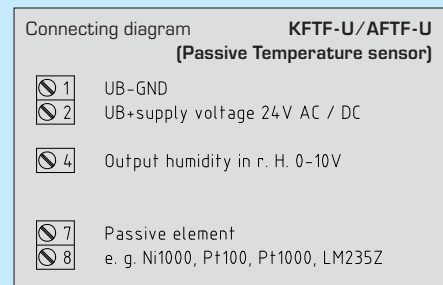 Connecting diagram KFTF-U/AFTF-U
(Passive Temperature sensor)
1 UB-GND
2 UB+supply voltage 24V AC / DC
4 Output humidity in r. H. 0-10V
7 Passive element
8 e. g. Ni1000, Pt100, Pt1000, LM235Z